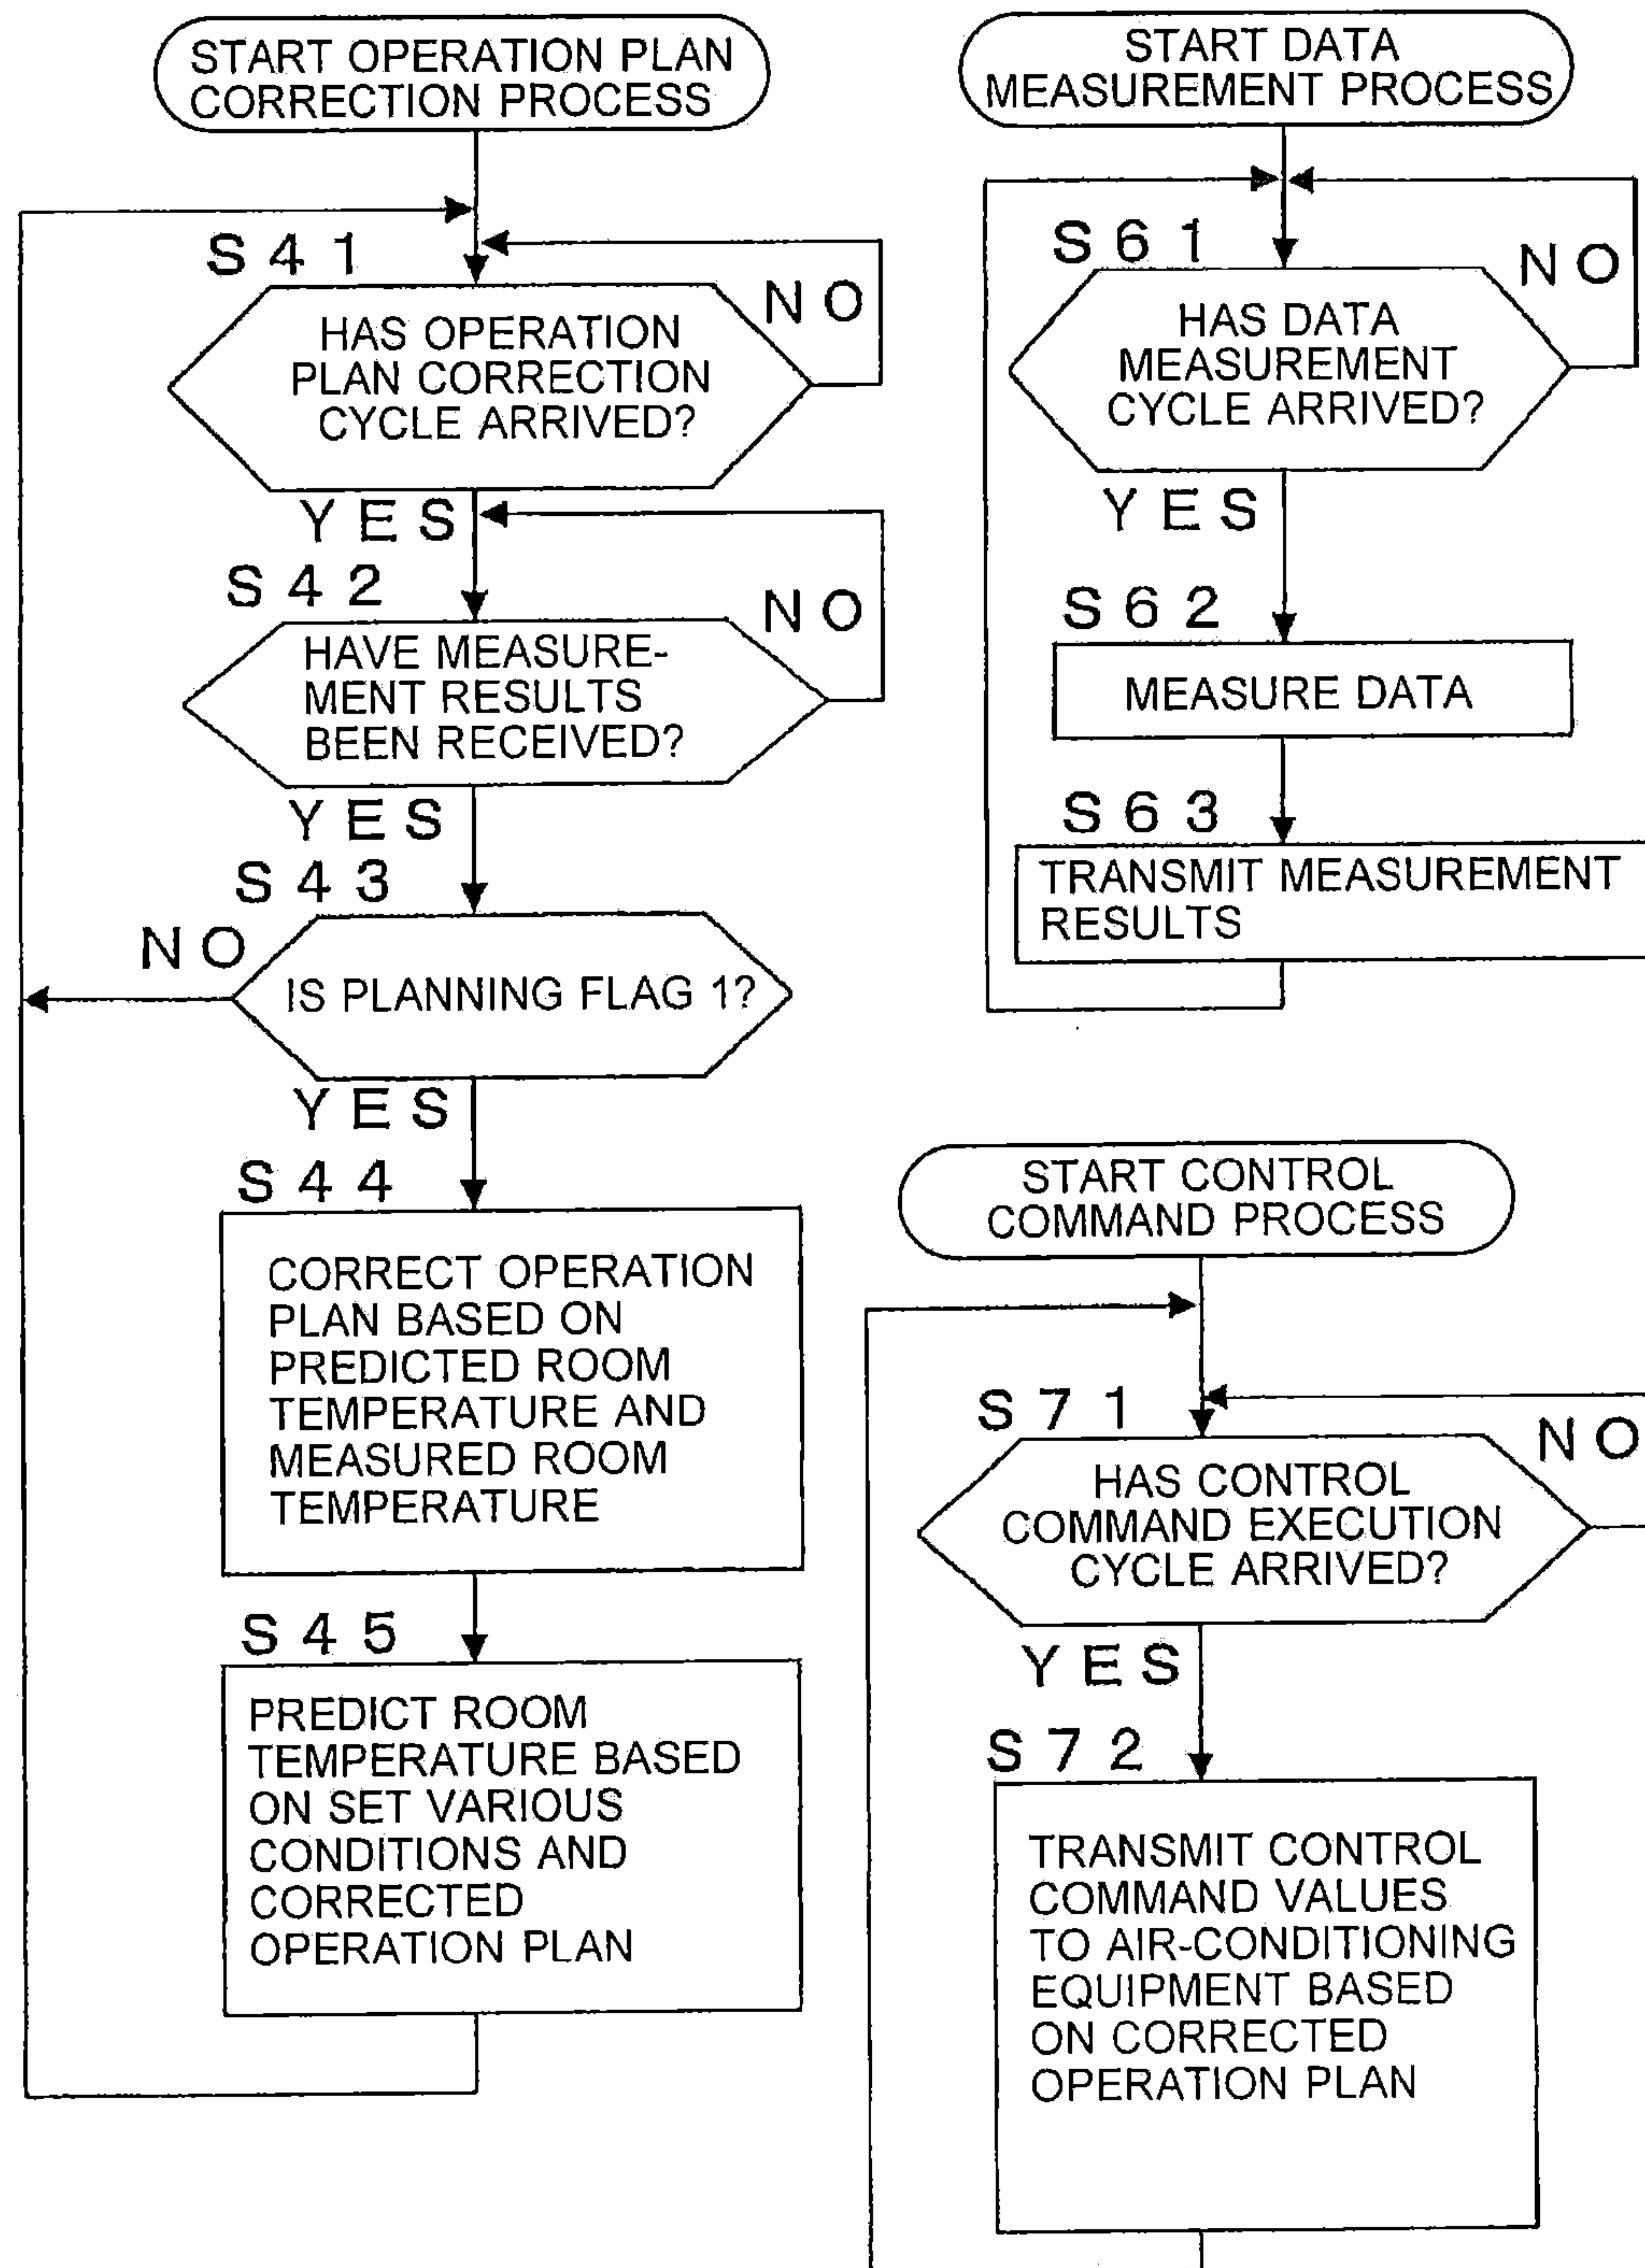 START OPERATION PLAN
CORRECTION PROCESS
S41
HAS OPERATION
PLAN CORRECTION
CYCLE ARRIVED?
NO
YES
S42
HAVE MEASURE-
MENT RESULTS
BEEN RECEIVED?
NO
YES
S43
NO
IS PLANNING FLAG 1?
YES
S44
CORRECT OPERATION
PLAN BASED ON
PREDICTED ROOM
TEMPERATURE AND
MEASURED ROOM
TEMPERATURE
S45
PREDICT ROOM
TEMPERATURE BASED
ON SET VARIOUS
CONDITIONS AND
CORRECTED
OPERATION PLAN
START DATA
MEASUREMENT PROCESS
S61
HAS DATA
MEASUREMENT
CYCLE ARRIVED?
NO
YES
S62
MEASURE DATA
S63
TRANSMIT MEASUREMENT
RESULTS
START CONTROL
COMMAND PROCESS
S71
HAS CONTROL
COMMAND EXECUTION
CYCLE ARRIVED?
NO
YES
S72
TRANSMIT CONTROL
COMMAND VALUES
TO AIR-CONDITIONING
EQUIPMENT BASED
ON CORRECTED
OPERATION PLAN